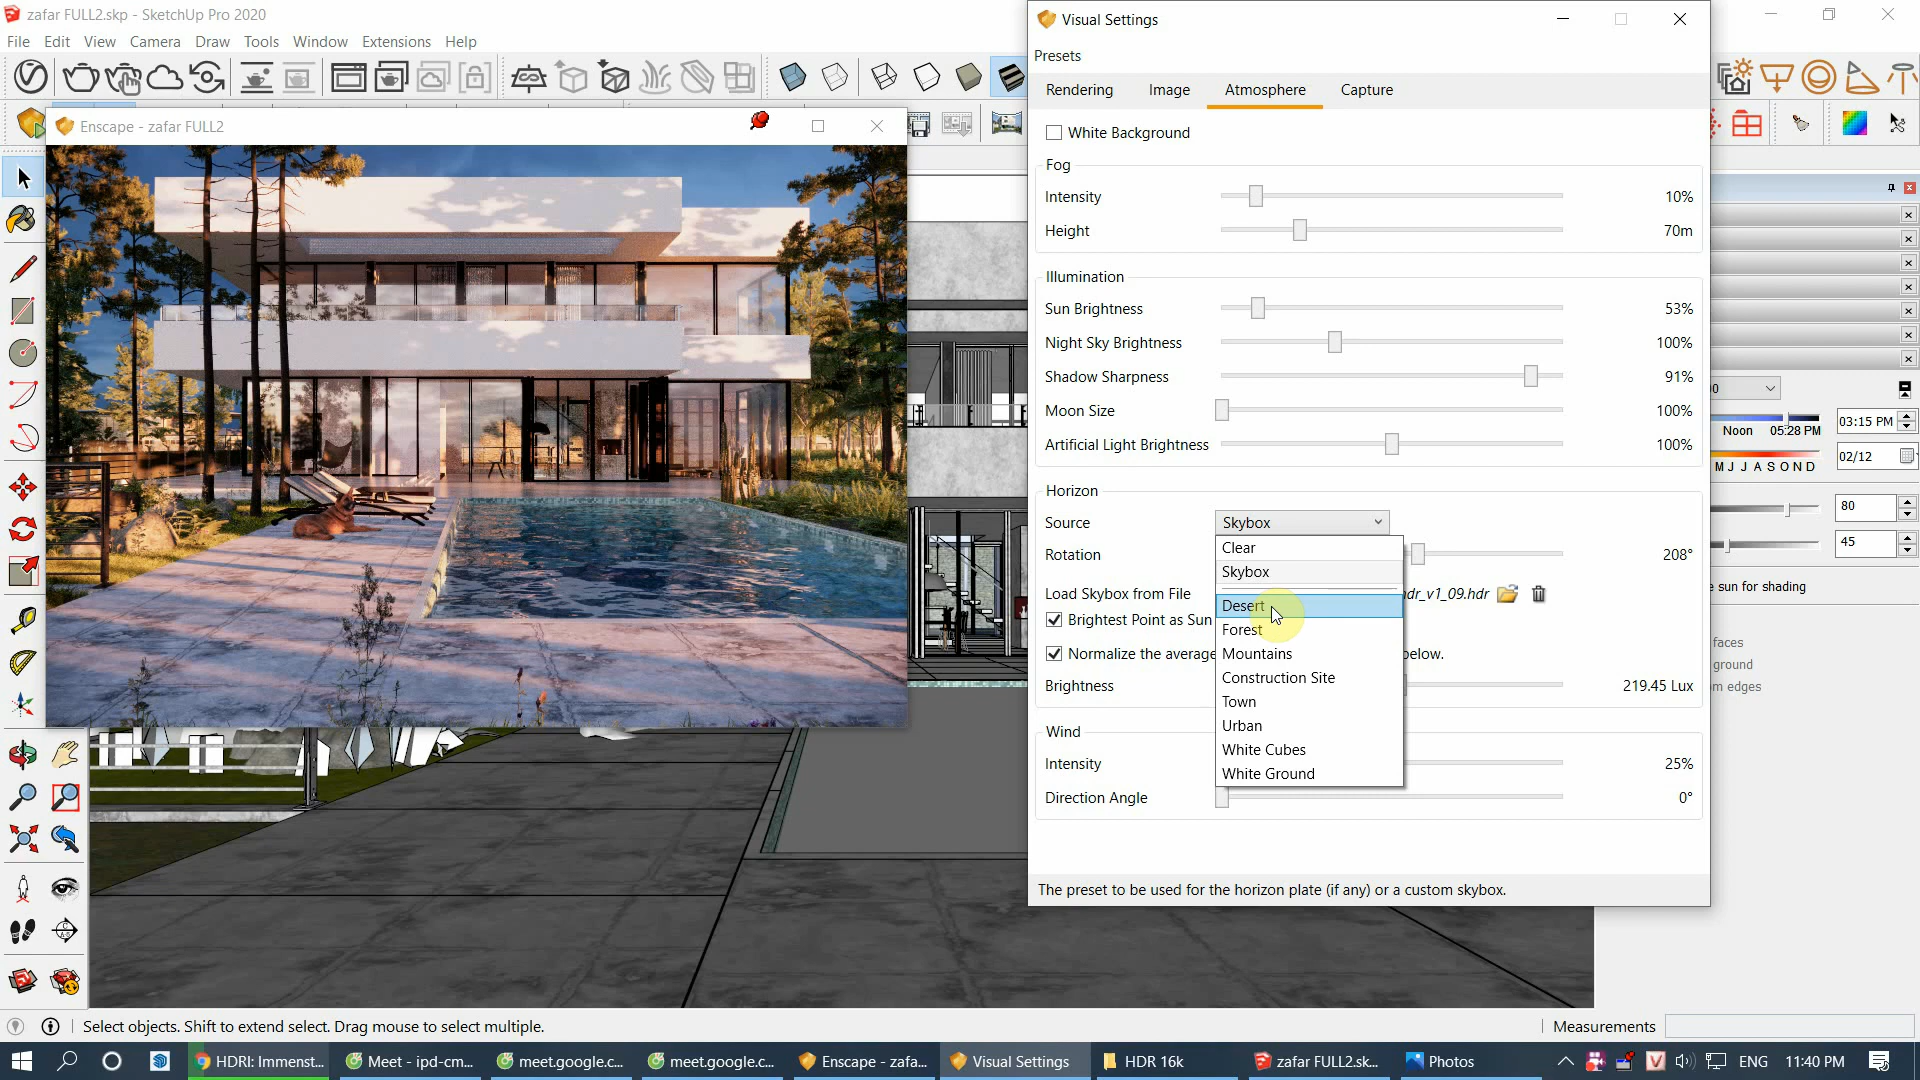 zafar FULL2.skp - SketchUp Pro 2020
File Edit View Camera Draw Tools Window Extensions Help
Enscape - zafar FULL2
Visual Settings
Presets
Rendering Image Atmosphere Capture
White Background
Fog
Intensity 10%
Height 70m
Illumination
Sun Brightness 53%
Night Sky Brightness 100%
Shadow Sharpness 91%
Moon Size 100%
Artificial Light Brightness 100%
Horizon
Source Skybox
Clear
Skybox
Desert
Forest
Mountains
Construction Site
Town
Urban
White Cubes
White Ground
Rotation 208°
Load Skybox from File dr_v1_09.hdr
Brightest Point as Sun
Normalize the average elow.
Brightness 219.45 Lux
Wind
Intensity 25%
Direction Angle 0°
The preset to be used for the horizon plate (if any) or a custom skybox.
Noon 05:28 PM 03:15 PM
M J J A S O N D 02/12
80
45
sun for shading
faces
ground
edges
Select objects. Shift to extend select. Drag mouse to select multiple.
Measurements
HDRI: Immenst...
Meet - ipd-cm...
meet.google.c...
meet.google.c...
Enscape - zafa...
Visual Settings
HDR 16k
zafar FULL2.sk...
Photos
ENG
11:40 PM